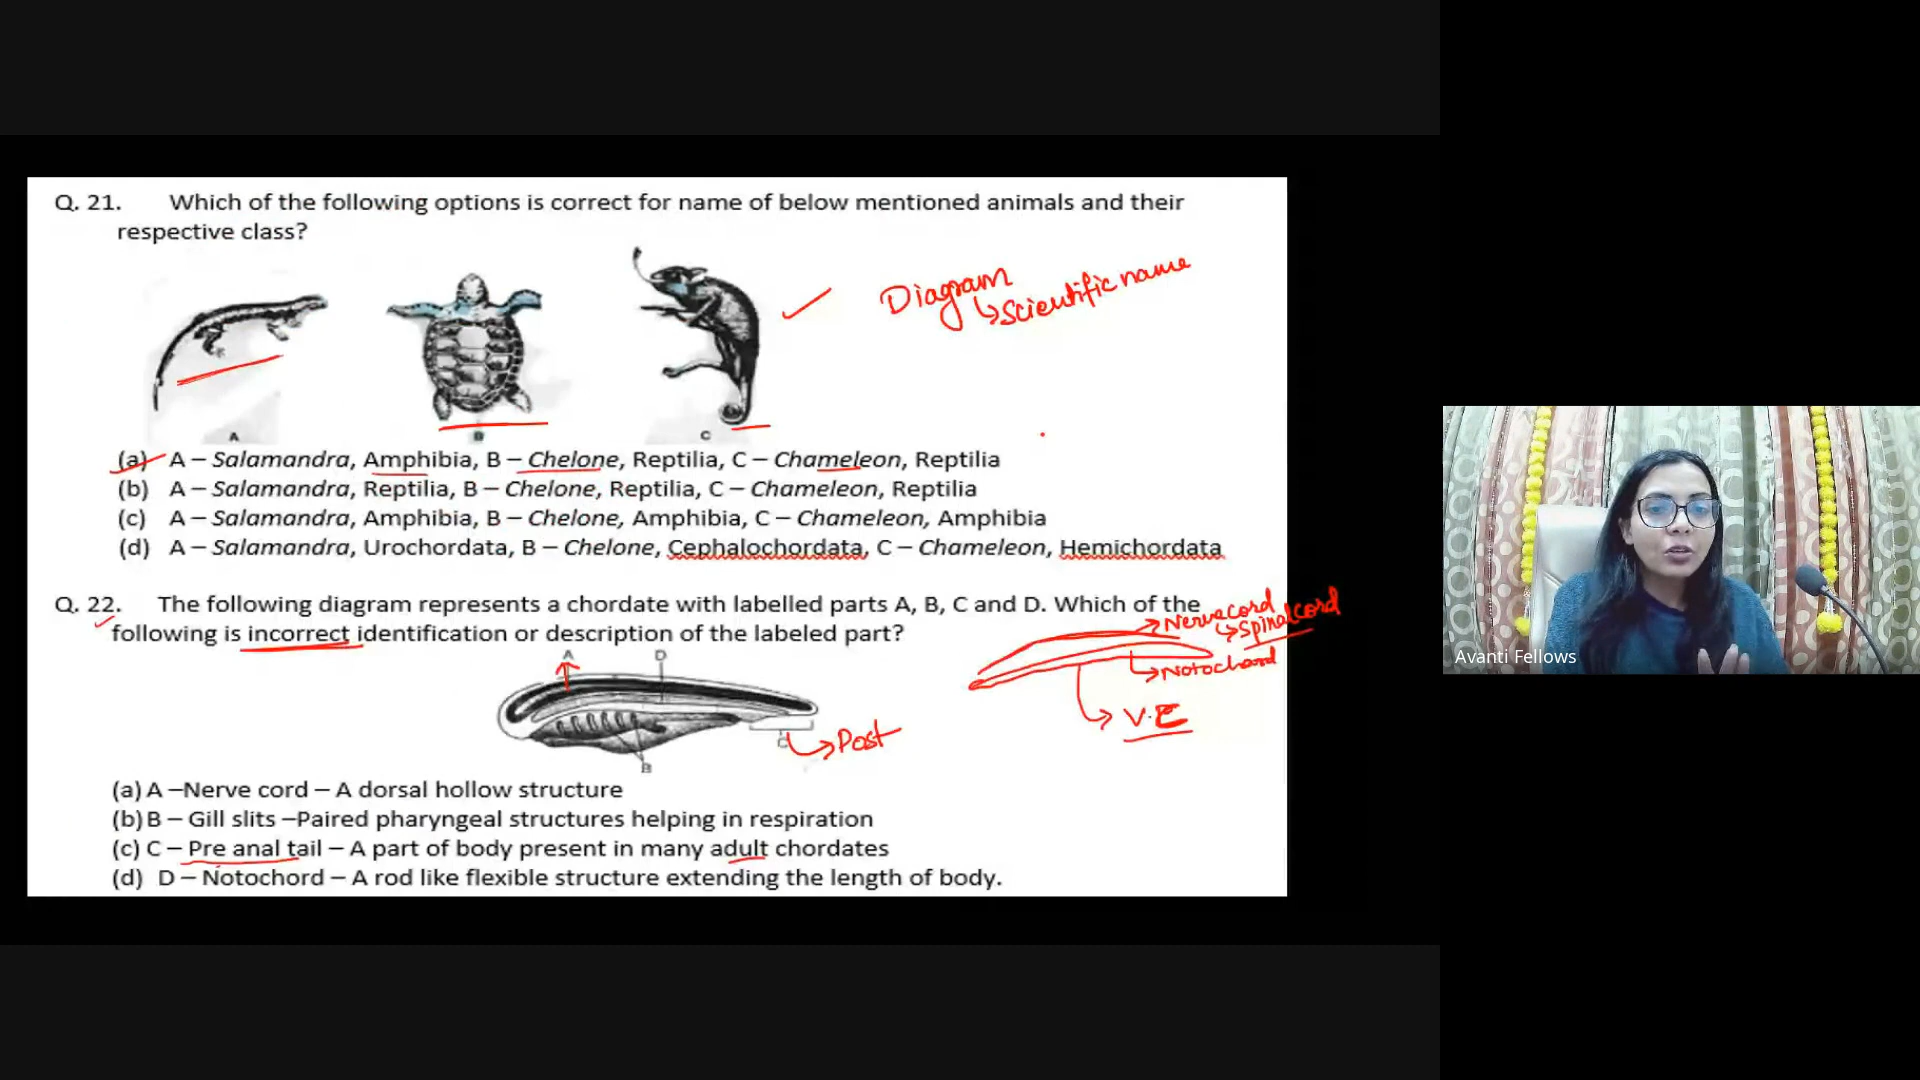 Q. 21. Which of the following options is correct for name of below mentioned animals and their
respective class?
Diagram
↳Scientific name
A B C
(a) A – Salamandra, Amphibia, B – Chelone, Reptilia, C – Chameleon, Reptilia
(b) A – Salamandra, Reptilia, B – Chelone, Reptilia, C – Chameleon, Reptilia
(c) A – Salamandra, Amphibia, B – Chelone, Amphibia, C – Chameleon, Amphibia
(d) A – Salamandra, Urochordata, B – Chelone, Cephalochordata, C – Chameleon, Hemichordata
Q. 22. The following diagram represents a chordate with labelled parts A, B, C and D. Which of the
following is incorrect identification or description of the labeled part?
Nerve cord
↳Spinal cord
A D
Notochord
V.E
C Post
B
(a) A –Nerve cord – A dorsal hollow structure
(b) B – Gill slits –Paired pharyngeal structures helping in respiration
(c) C – Pre anal tail – A part of body present in many adult chordates
(d) D – Notochord – A rod like flexible structure extending the length of body.
Avanti Fellows